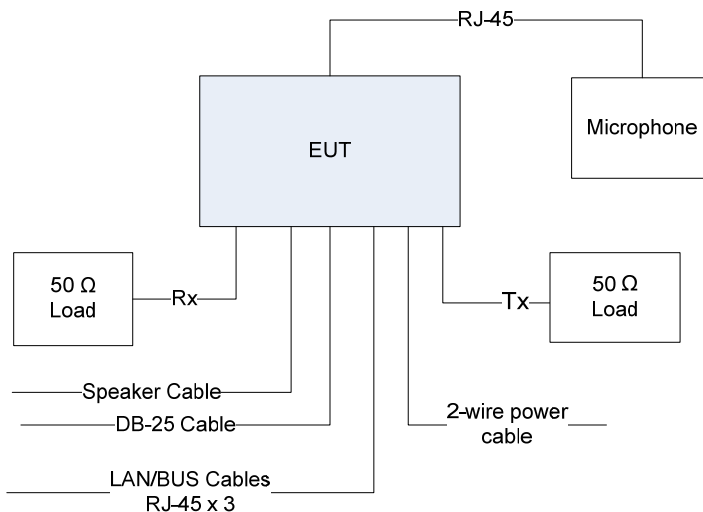 RJ-45
Microphone
EUT
50 Ω
Load
Rx
Tx
50 Ω
Load
Speaker Cable
DB-25 Cable
2-wire power
cable
LAN/BUS Cables
RJ-45 x 3